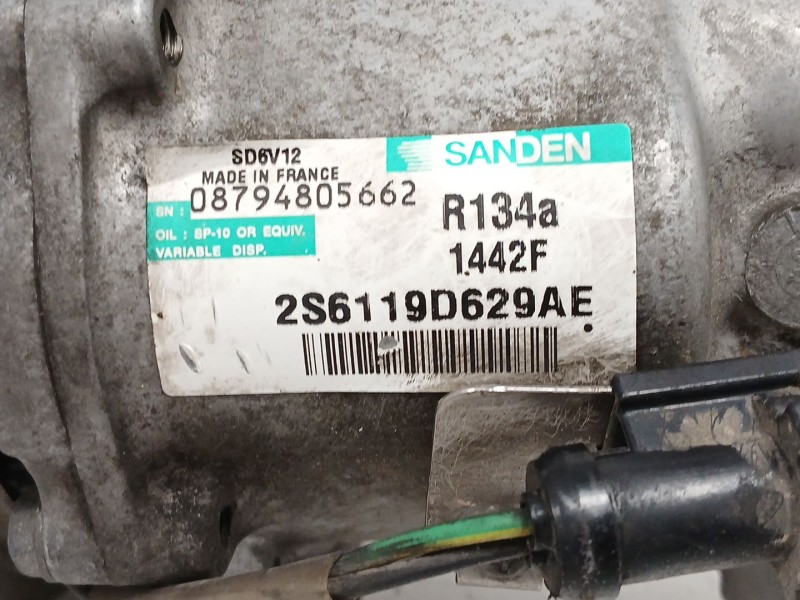 SD6V12
MADE IN FRANCE
SANDEN
SN : 08794805662
OIL : SP-10 OR EQUIV.
VARIABLE DISP.
R134a
1442F
2S6119D629AE